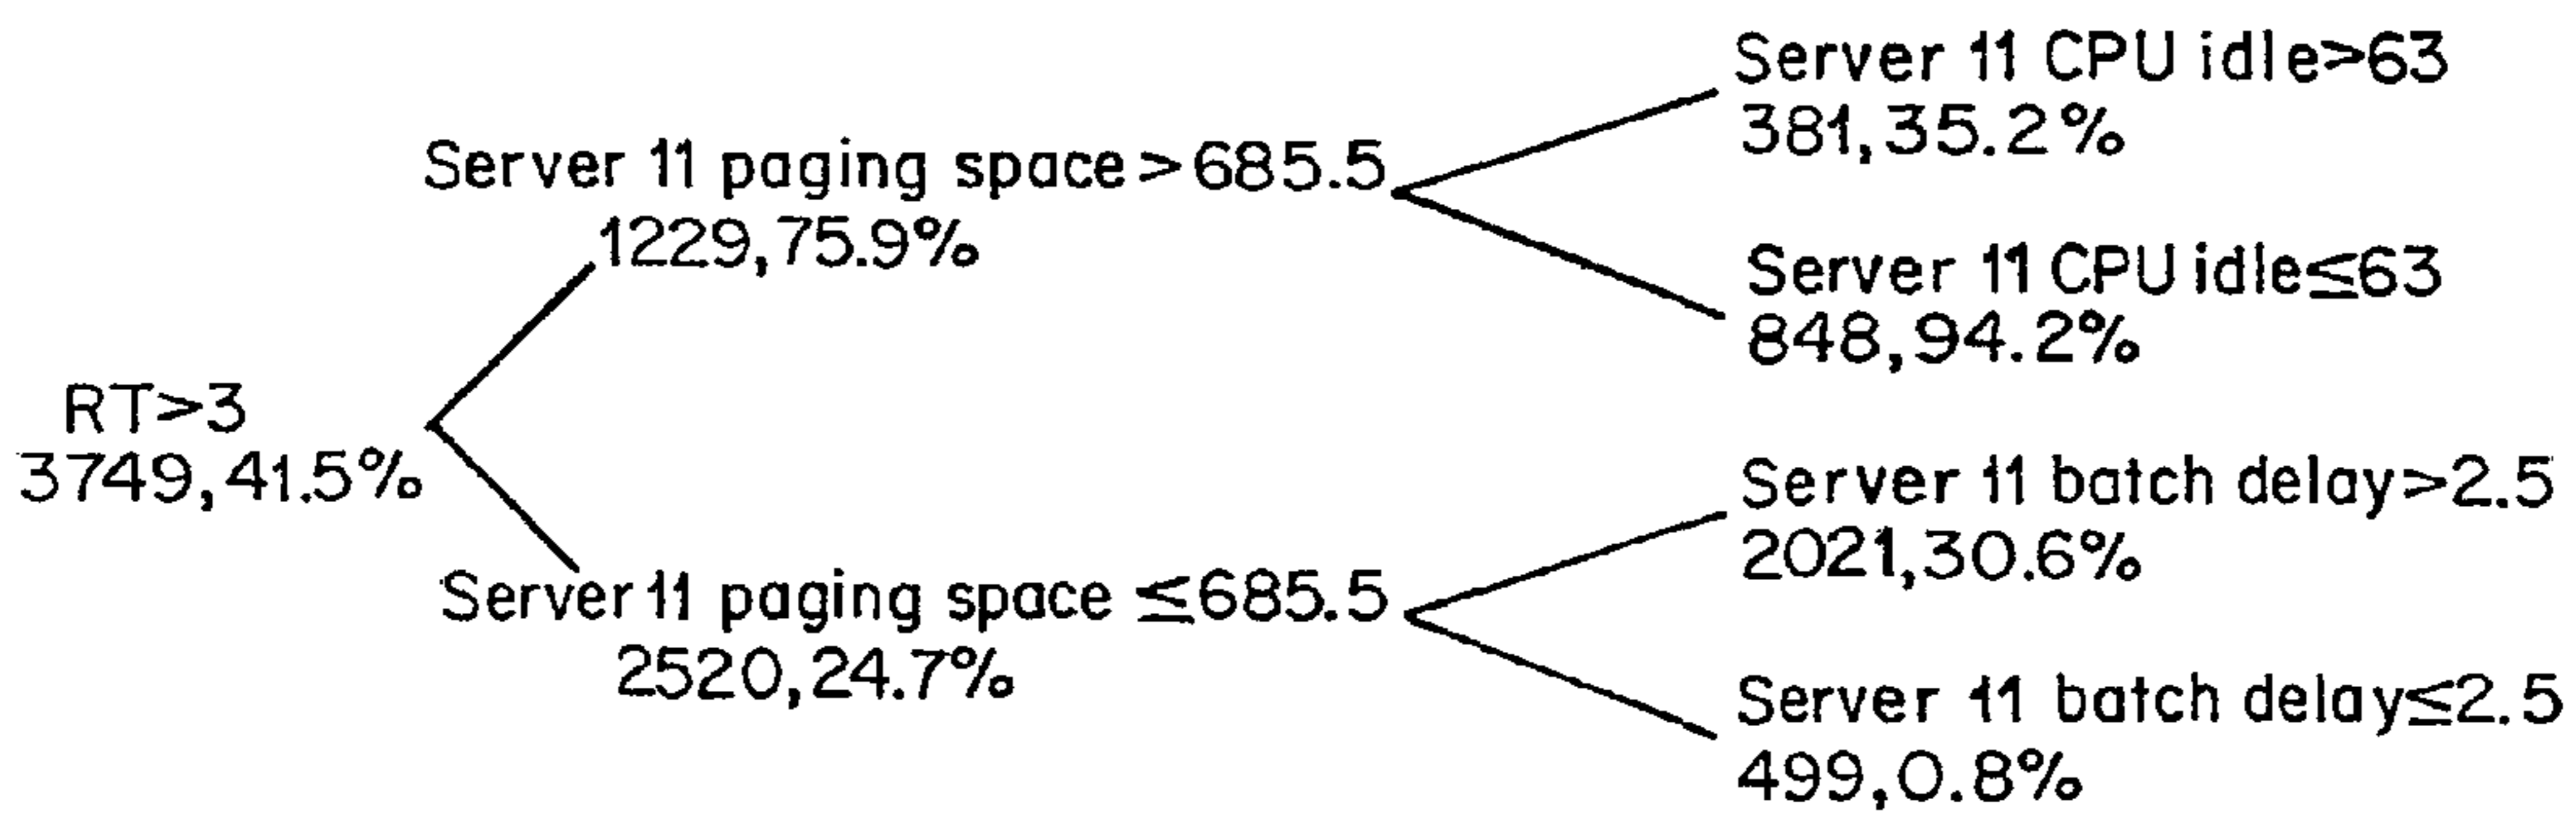 RT>3
3749,41.5%
Server 11 paging space>685.5
1229,75.9%
Server 11 paging space ≤685.5
2520,24.7%
Server 11 CPU idle>63
381,35.2%
Server 11 CPU idle≤63
848,94.2%
Server 11 batch delay>2.5
2021,30.6%
Server 11 batch delay≤2.5
499,0.8%